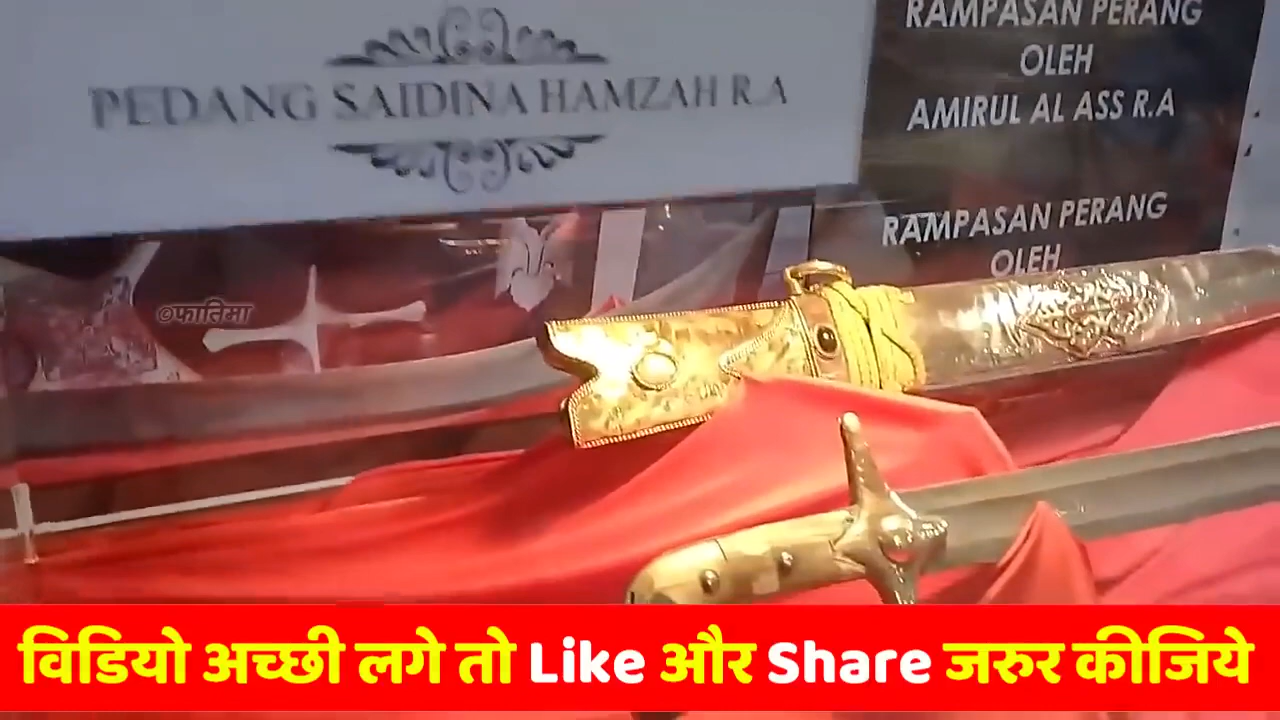 PEDANG SAIDINA HAMZAH R.A
RAMPASAN PERANG
OLEH
AMIRUL AL ASS R.A
RAMPASAN PERANG
OLEH
©फातिमा
विडियो अच्छी लगे तो Like और Share जरुर कीजिये